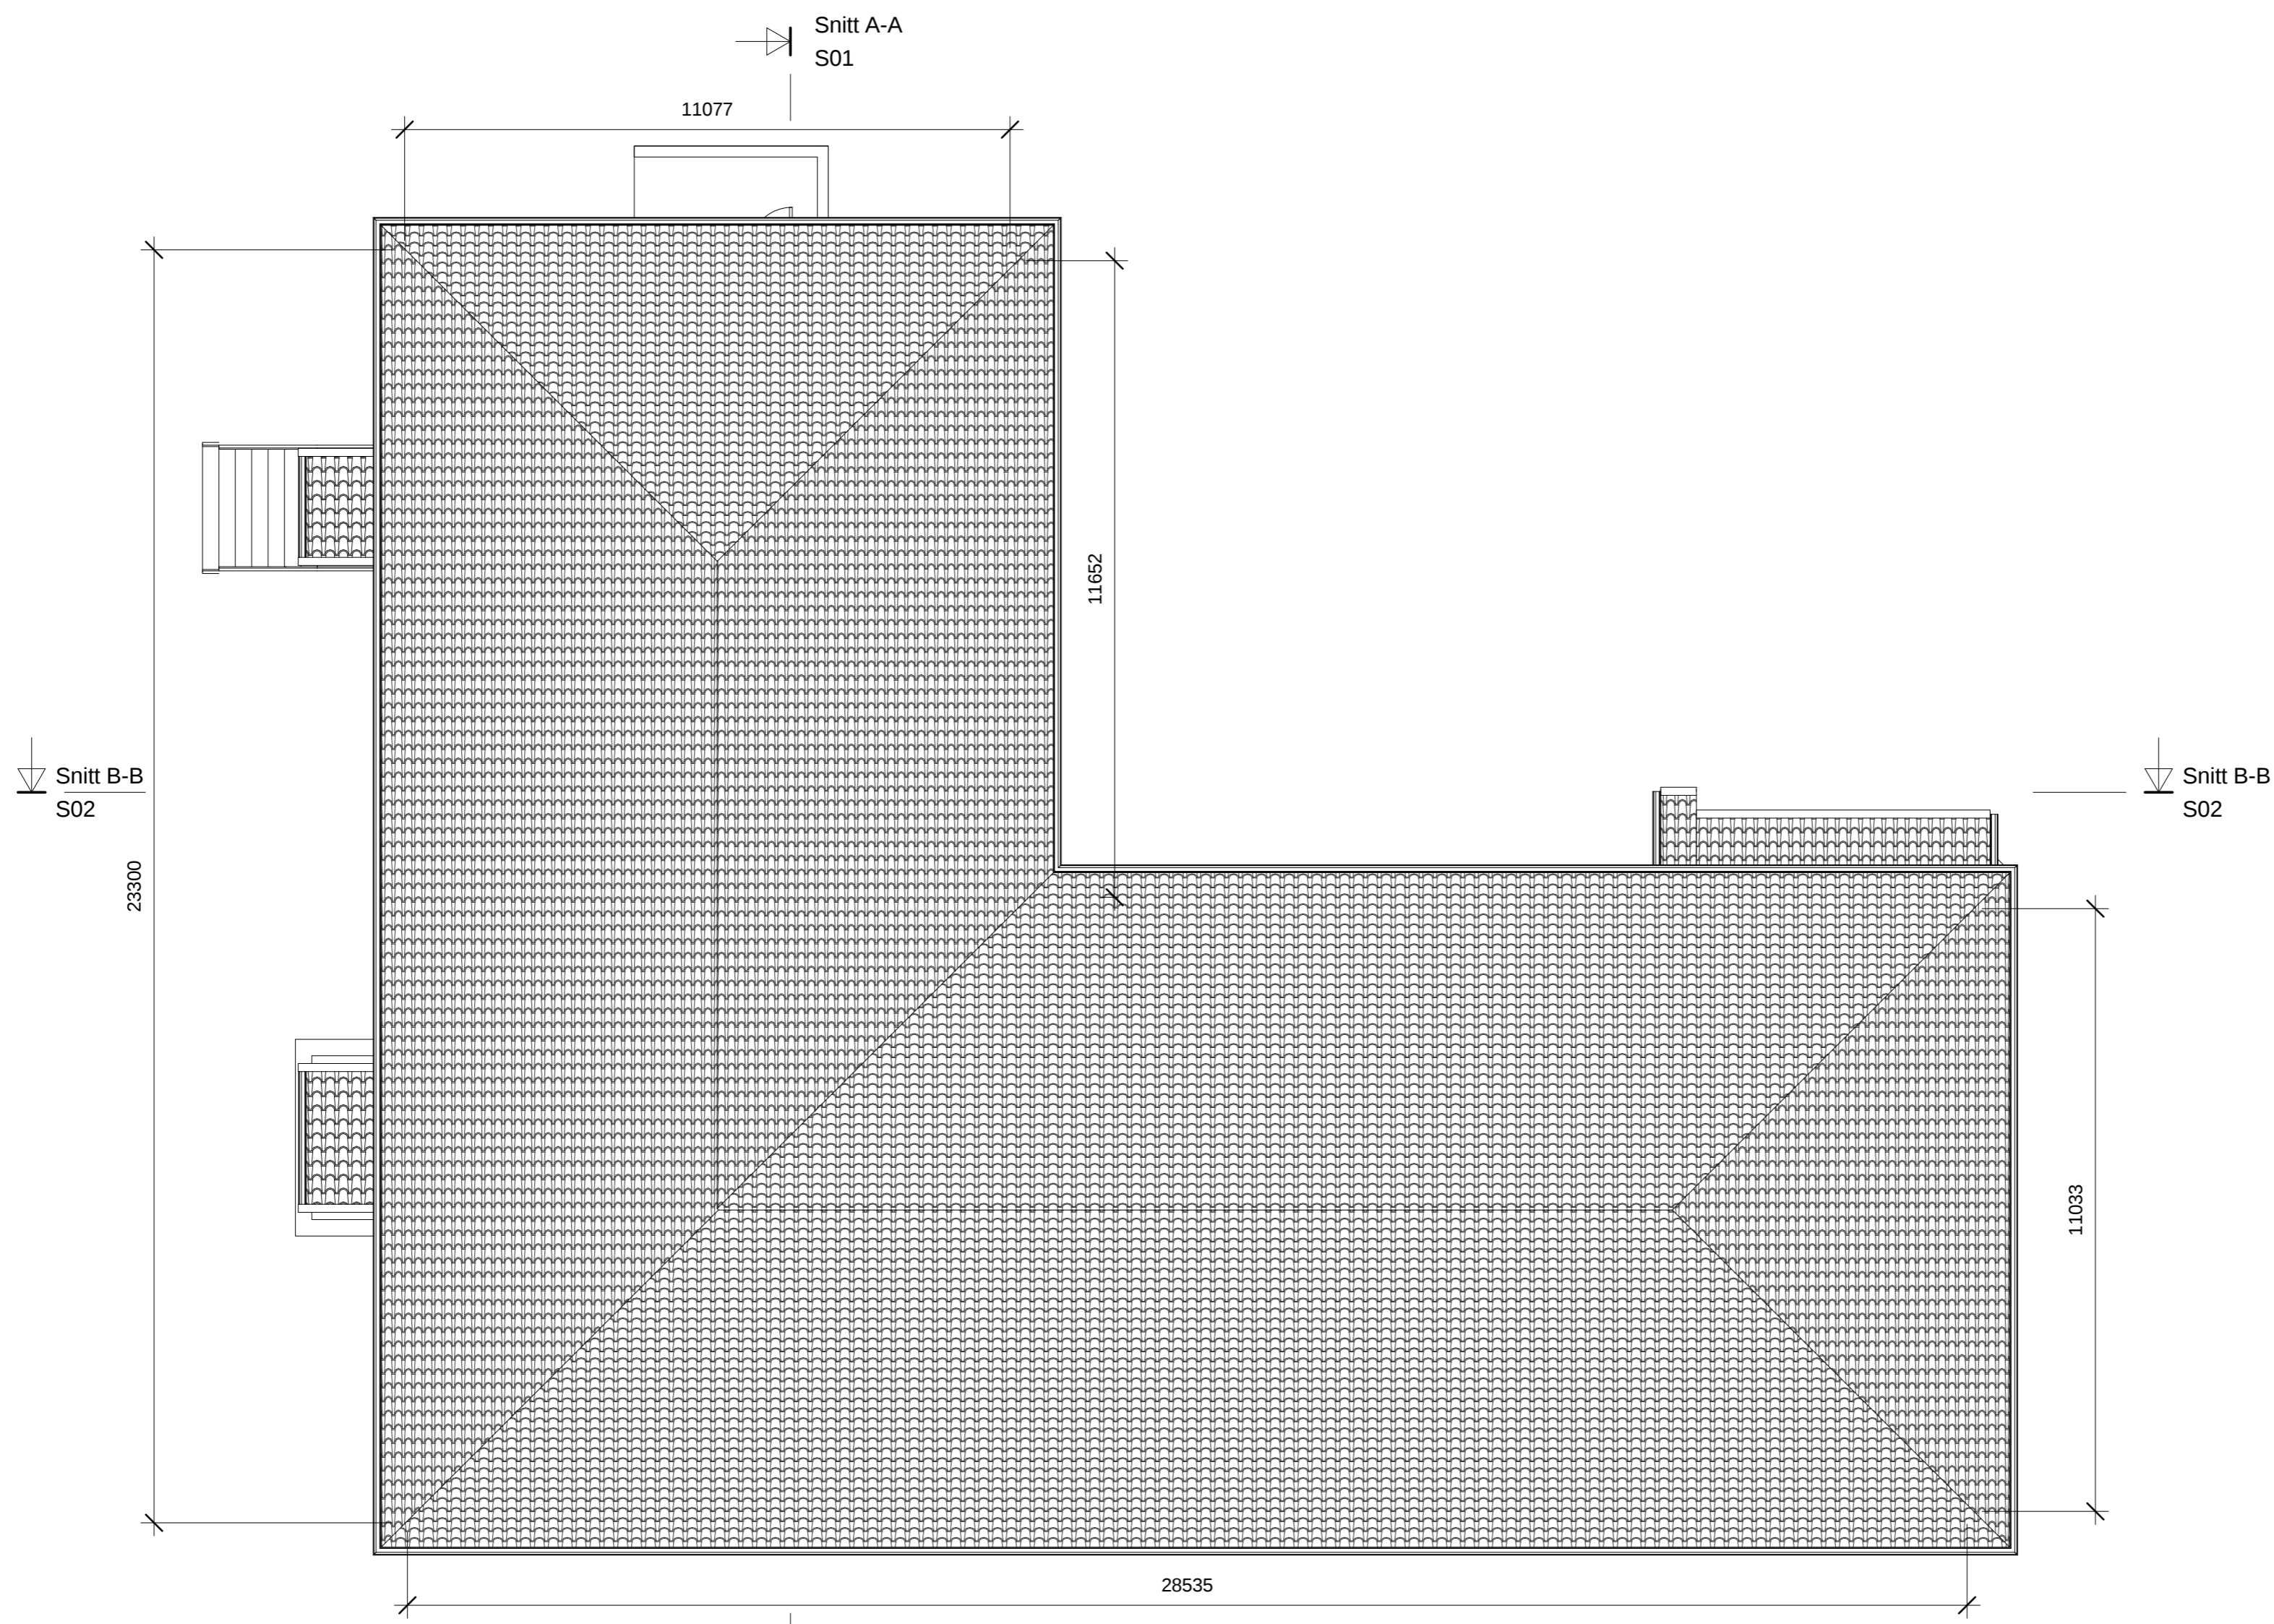 Snitt A-A
S01
11077
11652
Snitt B-B
S02
Snitt B-B
S02
23300
11033
28535